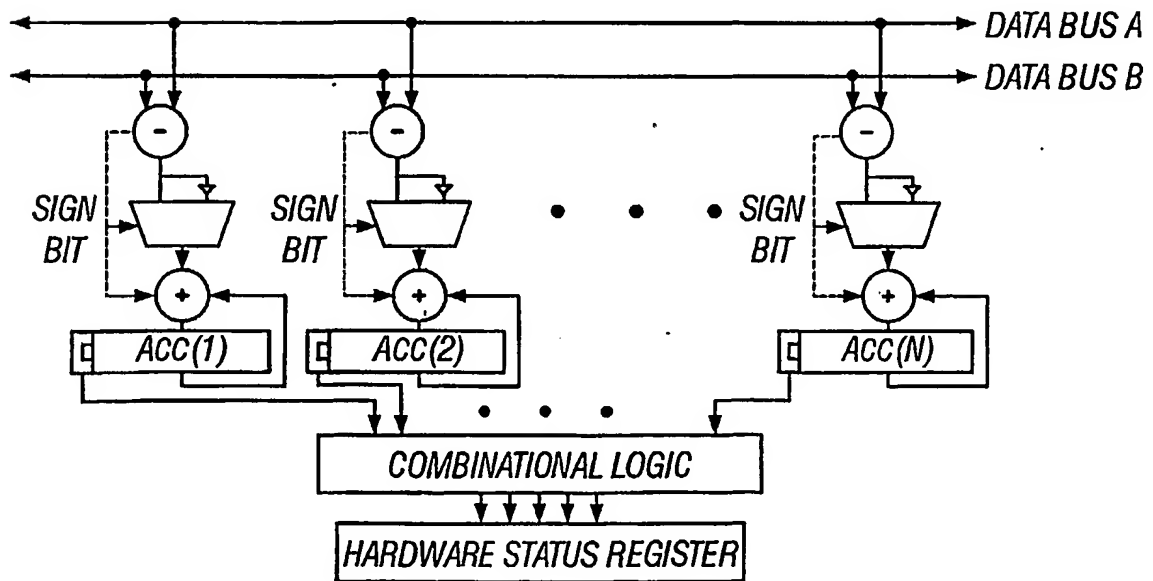 DATA BUS A
DATA BUS B
- - -
SIGN
BIT
SIGN
BIT
SIGN
BIT
+ + +
ACC(1) ACC(2) ACC(N)
COMBINATIONAL LOGIC
HARDWARE STATUS REGISTER